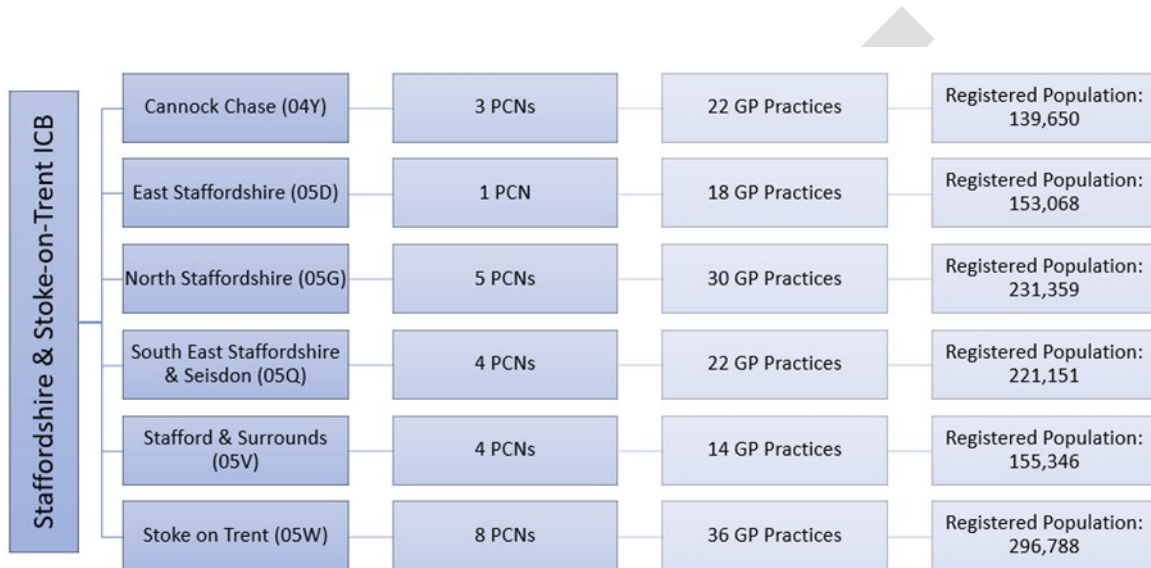 Staffordshire & Stoke-on-Trent ICB
Cannock Chase (04Y)
3 PCNs
22 GP Practices
Registered Population:
139,650
East Staffordshire (05D)
1 PCN
18 GP Practices
Registered Population:
153,068
North Staffordshire (05G)
5 PCNs
30 GP Practices
Registered Population:
231,359
South East Staffordshire
& Seisdon (05Q)
4 PCNs
22 GP Practices
Registered Population:
221,151
Stafford & Surrounds
(05V)
4 PCNs
14 GP Practices
Registered Population:
155,346
Stoke on Trent (05W)
8 PCNs
36 GP Practices
Registered Population:
296,788